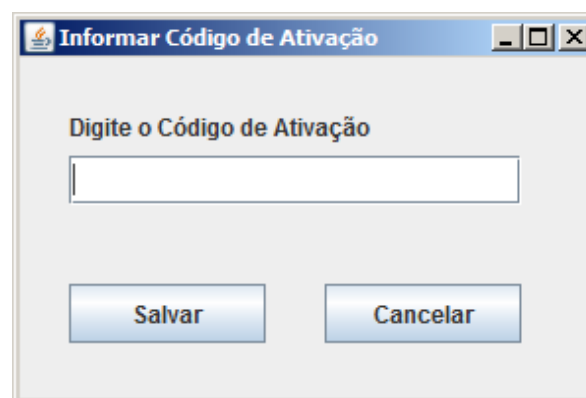 Informar Código de Ativação
Digite o Código de Ativação
Salvar
Cancelar